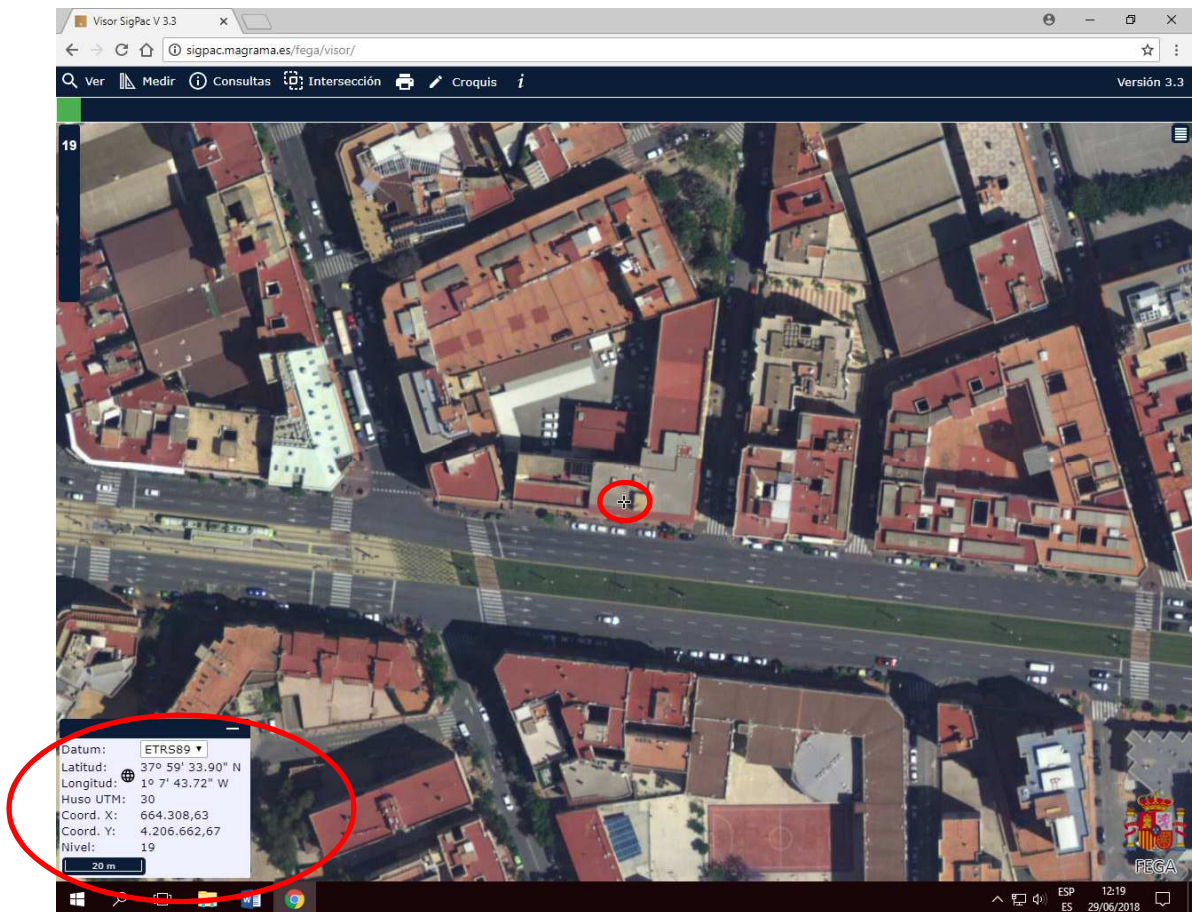 Visor SigPac V 3.3
sigpac.magrama.es/fega/visor/
Ver Medir Consultas Intersección Croquis i
Versión 3.3
19
Datum: ETRS89
Latitud: 37º 59' 33.90" N
Longitud: 1º 7' 43.72" W
Huso UTM: 30
Coord. X: 664.308,63
Coord. Y: 4.206.662,67
Nivel: 19
20 m
FEGA
ESP
ES
12:19
29/06/2018